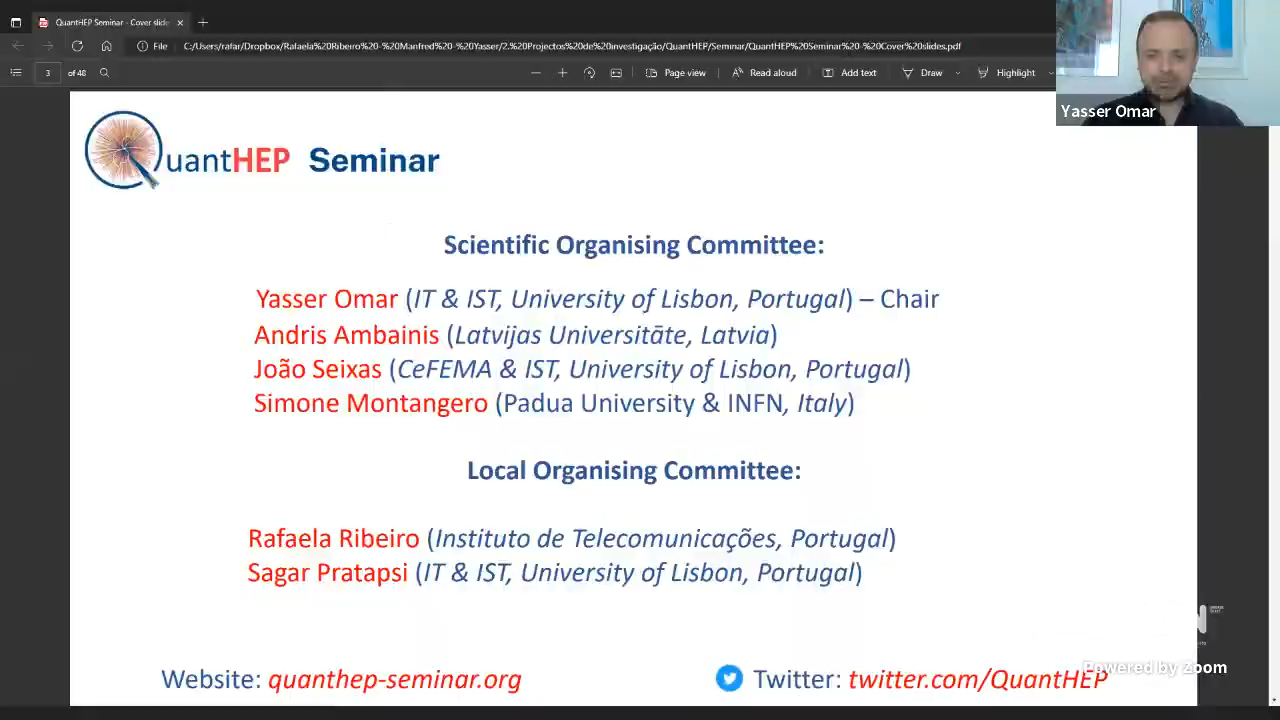 QuantHEP Seminar - Cover slide
File
C:/Users/rafar/Dropbox/Rafaela%20Ribeiro%20-%20Manfred%20-%20Yasser/2.%20Projectos%20de%20investigação/QuantHEP/Seminar/QuantHEP%20Seminar%20-%20Cover%20slides.pdf
3 of 48
Page view
Read aloud
Add text
Draw
Highlight
Yasser Omar
QuantHEP Seminar
Scientific Organising Committee:
Yasser Omar (IT & IST, University of Lisbon, Portugal) – Chair
Andris Ambainis (Latvijas Universitāte, Latvia)
João Seixas (CeFEMA & IST, University of Lisbon, Portugal)
Simone Montangero (Padua University & INFN, Italy)
Local Organising Committee:
Rafaela Ribeiro (Instituto de Telecomunicações, Portugal)
Sagar Pratapsi (IT & IST, University of Lisbon, Portugal)
Website: quanthep-seminar.org
Twitter: twitter.com/QuantHEP
Powered by Zoom